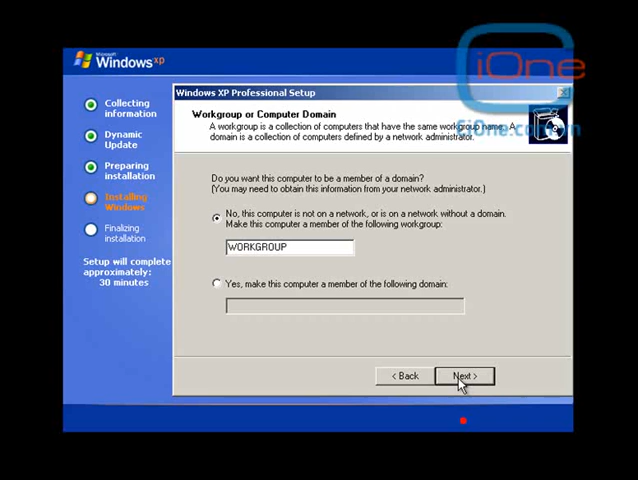 Microsoft
Windows xp
iOne
Windows XP Professional Setup
Collecting
information
Dynamic
Update
Preparing
installation
Installing
Windows
Finalizing
installation
Setup will complete
approximately:
30 minutes
Workgroup or Computer Domain
A workgroup is a collection of computers that have the same workgroup name. A
domain is a collection of computers defined by a network administrator.
Do you want this computer to be a member of a domain?
(You may need to obtain this information from your network administrator.)
No, this computer is not on a network, or is on a network without a domain.
Make this computer a member of the following workgroup:
WORKGROUP
Yes, make this computer a member of the following domain:
< Back
Next >